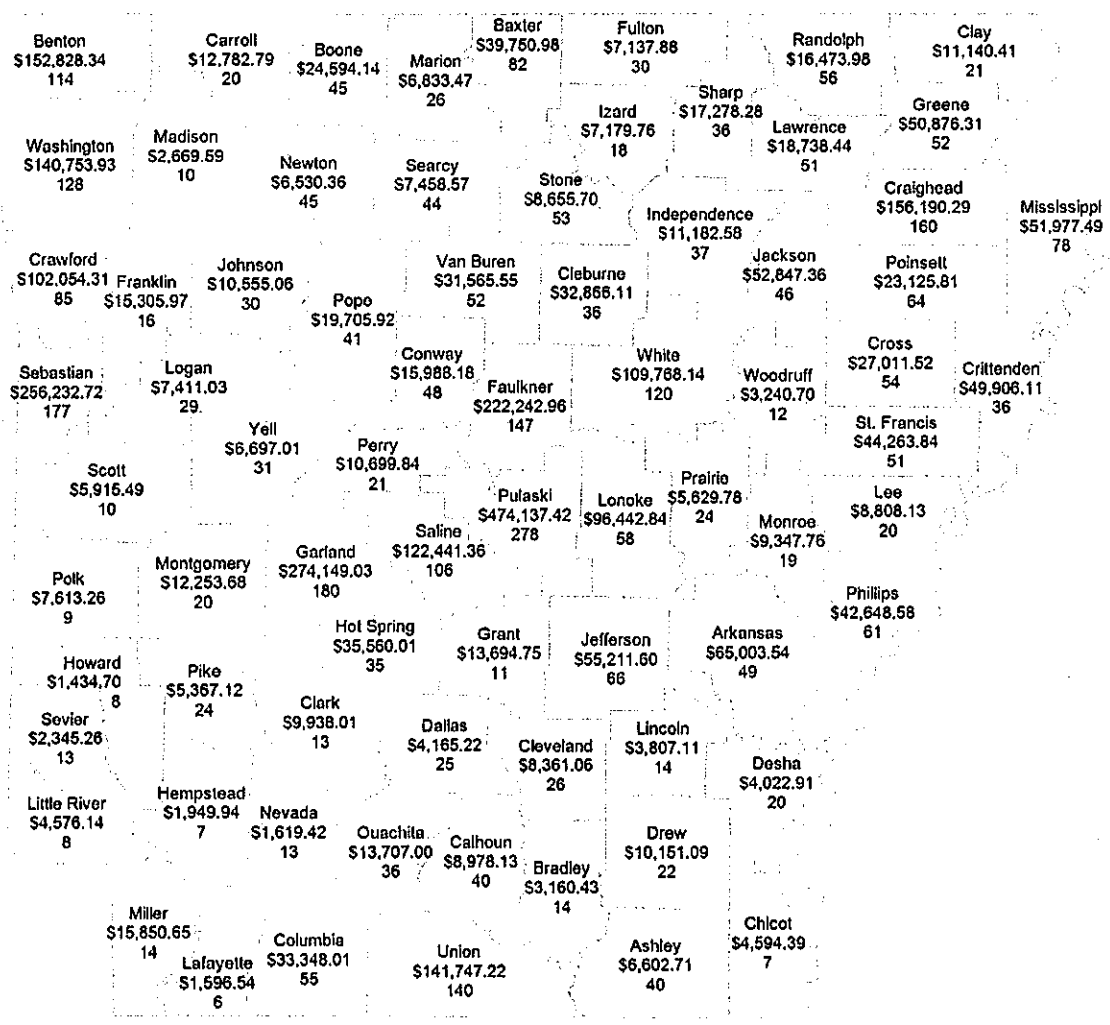 Benton
$152,828.34
114
Carroll
$12,782.79
20
Boone
$24,594.14
45
Marion
$6,833.47
26
Baxter
$39,750.98
82
Fulton
$7,137.88
30
Randolph
$16,473.98
56
Clay
$11,140.41
21
Izard
$7,179.76
18
Sharp
$17,278.28
36
Lawrence
$18,738.44
51
Greene
$50,876.31
52
Washington
$140,753.93
128
Madison
$2,669.59
10
Newton
$6,530.36
45
Searcy
$7,458.57
44
Stone
$8,655.70
53
Independence
$11,182.58
37
Craighead
$156,190.29
160
Mississippi
$51,977.49
78
Crawford
$102,054.31
85
Franklin
$15,305.97
16
Johnson
$10,555.06
30
Popo
$19,705.92
41
Van Buren
$31,565.55
52
Cleburne
$32,866.11
36
Jackson
$52,847.36
46
Poinsett
$23,125.81
64
Sebastian
$256,232.72
177
Logan
$7,411.03
29
Conway
$15,988.18
48
Faulkner
$222,242.96
147
White
$109,768.14
120
Woodruff
$3,240.70
12
Cross
$27,011.52
54
Crittenden
$49,906.11
36
Yell
$6,697.01
31
Perry
$10,699.84
21
St. Francis
$44,263.84
51
Scott
$5,915.49
10
Pulaski
$474,137.42
278
Lonoke
$96,442.84
58
Prairie
$5,629.78
24
Monroe
$9,347.76
19
Lee
$8,808.13
20
Polk
$7,613.26
9
Montgomery
$12,253.68
20
Garland
$274,149.03
180
Saline
$122,441.36
106
Phillips
$42,648.58
61
Hot Spring
$35,560.01
35
Grant
$13,694.75
11
Jefferson
$55,211.60
66
Arkansas
$65,003.54
49
Howard
$1,434.70
8
Pike
$5,367.12
24
Clark
$9,938.01
13
Sevier
$2,345.26
13
Dallas
$4,165.22
25
Cleveland
$8,361.06
26
Lincoln
$3,807.11
14
Desha
$4,022.91
20
Little River
$4,576.14
8
Hempstead
$1,949.94
7
Nevada
$1,619.42
13
Ouachita
$13,707.00
36
Calhoun
$8,978.13
40
Bradley
$3,160.43
14
Drew
$10,151.09
22
Miller
$15,850.65
14
Lafayette
$1,596.54
6
Columbia
$33,348.01
55
Union
$141,747.22
140
Ashley
$6,602.71
40
Chicot
$4,594.39
7